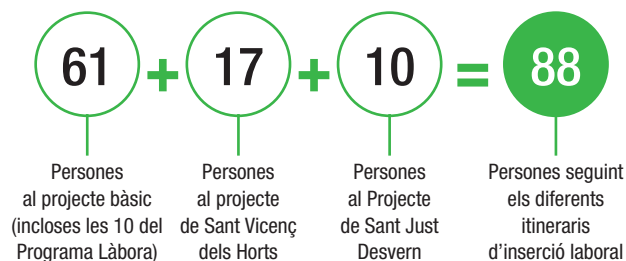 61 + 17 + 10 = 88
Persones
al projecte bàsic
(incloses les 10 del
Programa Làbora)
Persones
al projecte
de Sant Vicenç
dels Horts
Persones
al Projecte
de Sant Just
Desvern
Persones seguint
els diferents
itineraris
d'inserció laboral